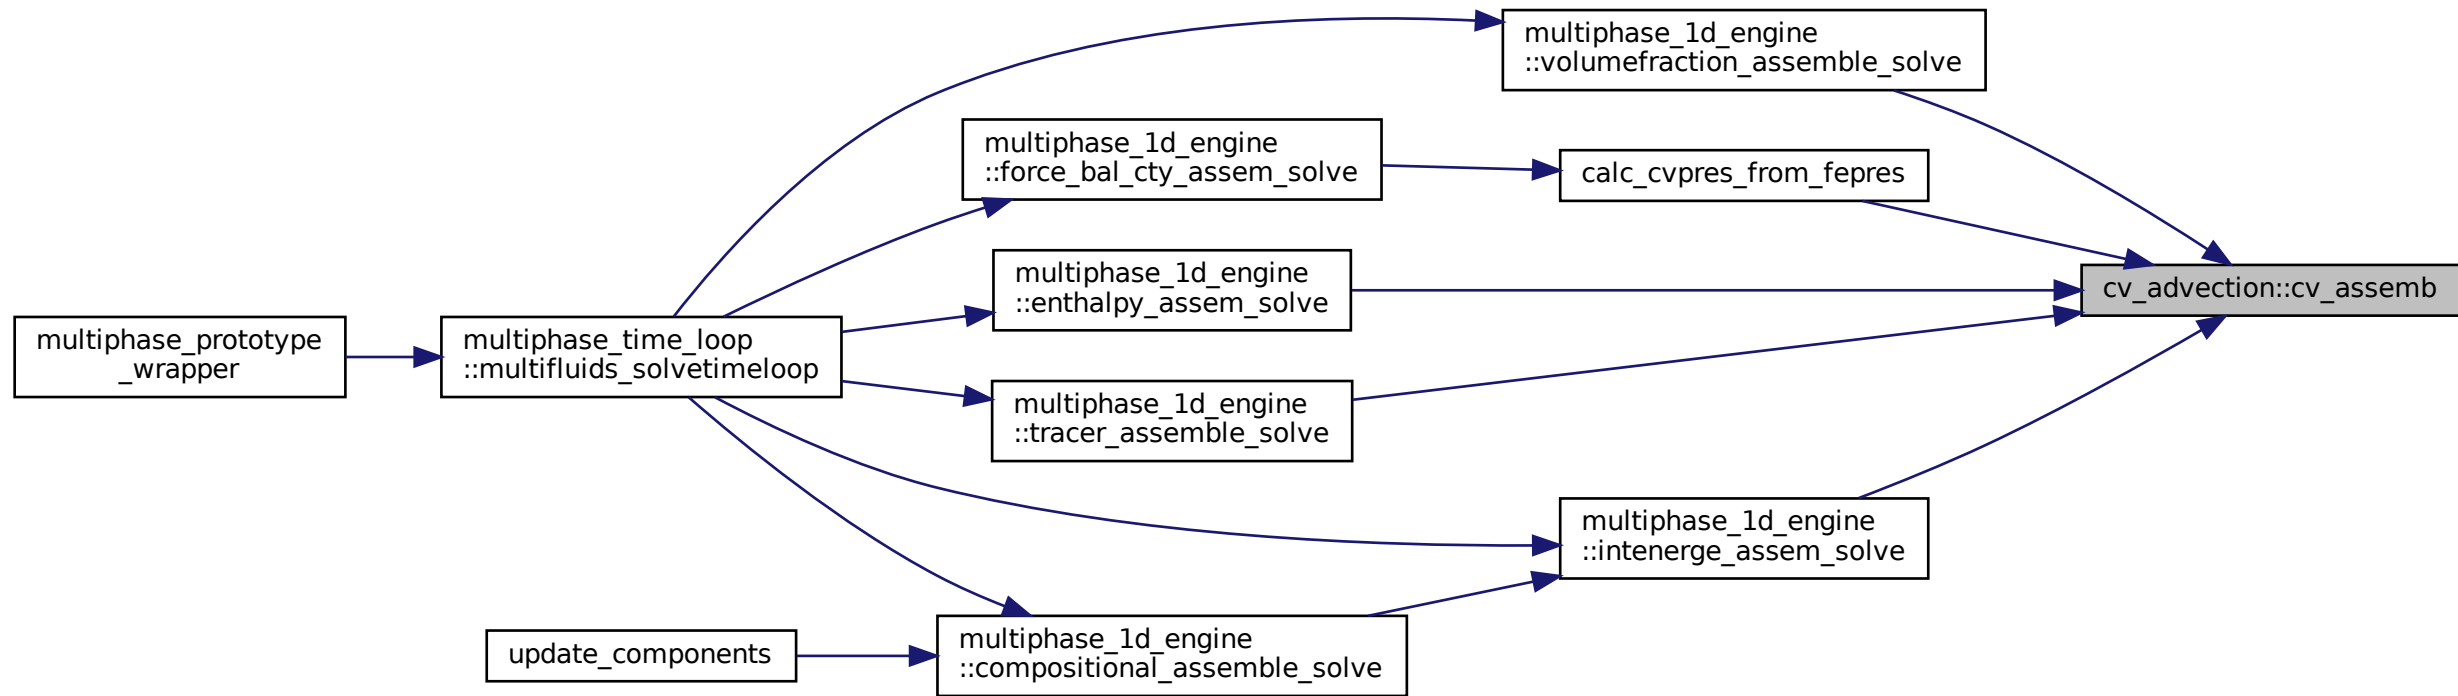 multiphase_1d_engine
::volumefraction_assemble_solve
multiphase_1d_engine
::force_bal_cty_assem_solve
calc_cvpres_from_fepres
multiphase_1d_engine
::enthalpy_assem_solve
cv_advection::cv_assemb
multiphase_prototype
_wrapper
multiphase_time_loop
::multifluids_solvetimeloop
multiphase_1d_engine
::tracer_assemble_solve
multiphase_1d_engine
::intenerge_assem_solve
update_components
multiphase_1d_engine
::compositional_assemble_solve